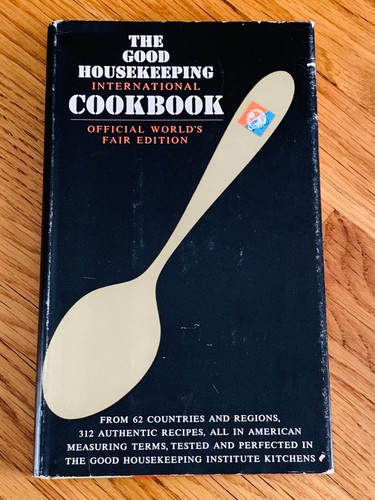 THE
GOOD
HOUSEKEEPING
INTERNATIONAL
COOKBOOK
OFFICIAL WORLD'S
FAIR EDITION
FROM 62 COUNTRIES AND REGIONS,
312 AUTHENTIC RECIPES, ALL IN AMERICAN
MEASURING TERMS, TESTED AND PERFECTED IN
THE GOOD HOUSEKEEPING INSTITUTE KITCHENS